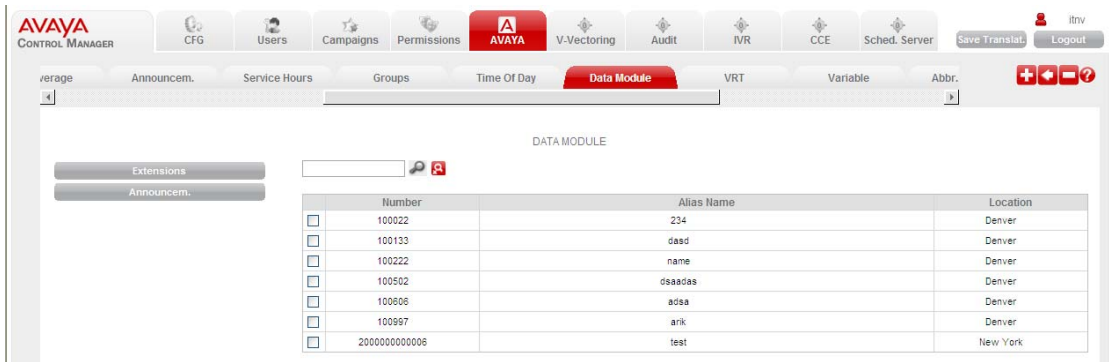 AVAYA
CONTROL MANAGER
CFG
Users
Campaigns
Permissions
AVAYA
V-Vectoring
Audit
IVR
CCE
Sched. Server
itnv
Save Translat.
Logout
verage
Announcem.
Service Hours
Groups
Time Of Day
Data Module
VRT
Variable
Abbr.
DATA MODULE
Extensions
Announcem.
Number Alias Name Location
100022 234 Denver
100133 dasd Denver
100222 name Denver
100502 dsaadas Denver
100606 adsa Denver
100997 arik Denver
2000000000006 test New York